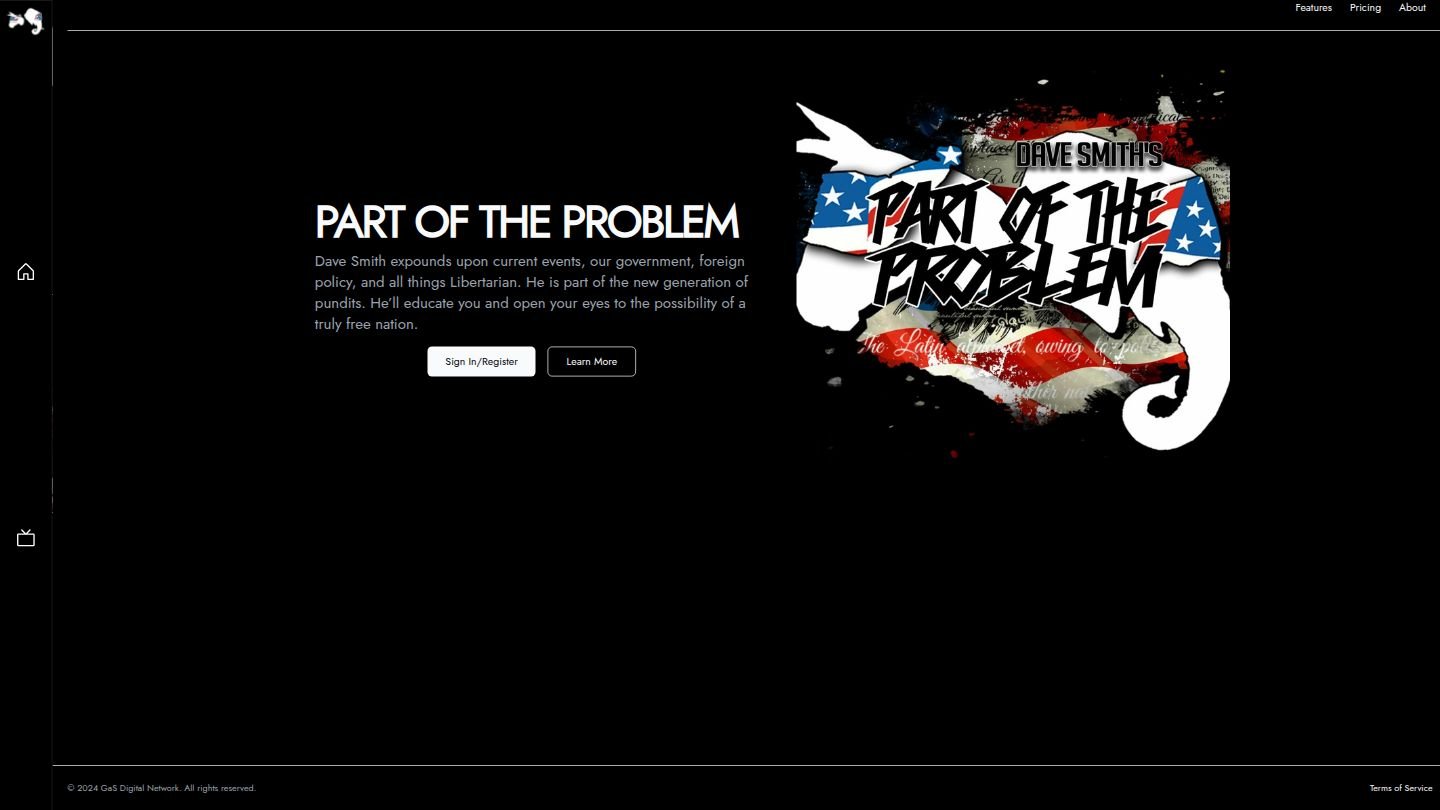 Features Pricing About
PART OF THE PROBLEM
Dave Smith expounds upon current events, our government, foreign
policy, and all things Libertarian. He is part of the new generation of
pundits. He'll educate you and open your eyes to the possibility of a
truly free nation.
Sign In/Register Learn More
DAVE SMITH'S
As th
PART OF THE
PROBLEM
The Latin alphabet, owing to
© 2024 GaS Digital Network. All rights reserved.
Terms of Service